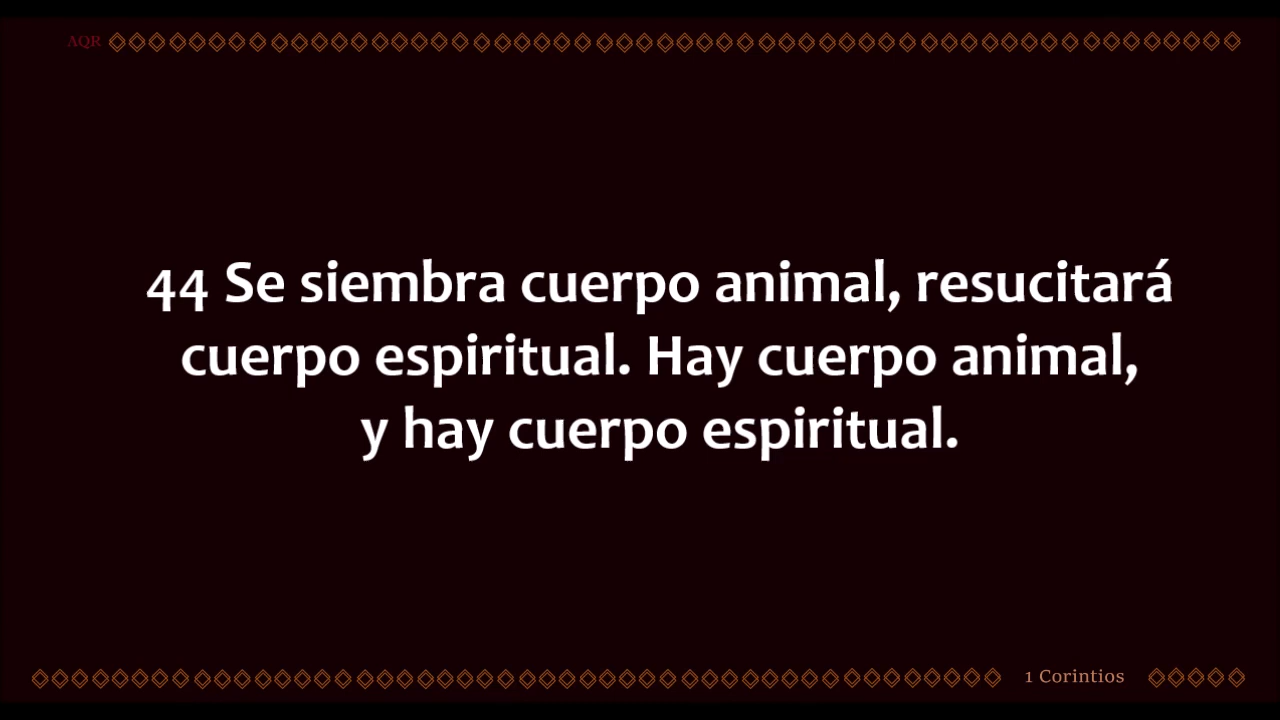 AQR
44 Se siembra cuerpo animal, resucitará
cuerpo espiritual. Hay cuerpo animal,
y hay cuerpo espiritual.
1 Corintios